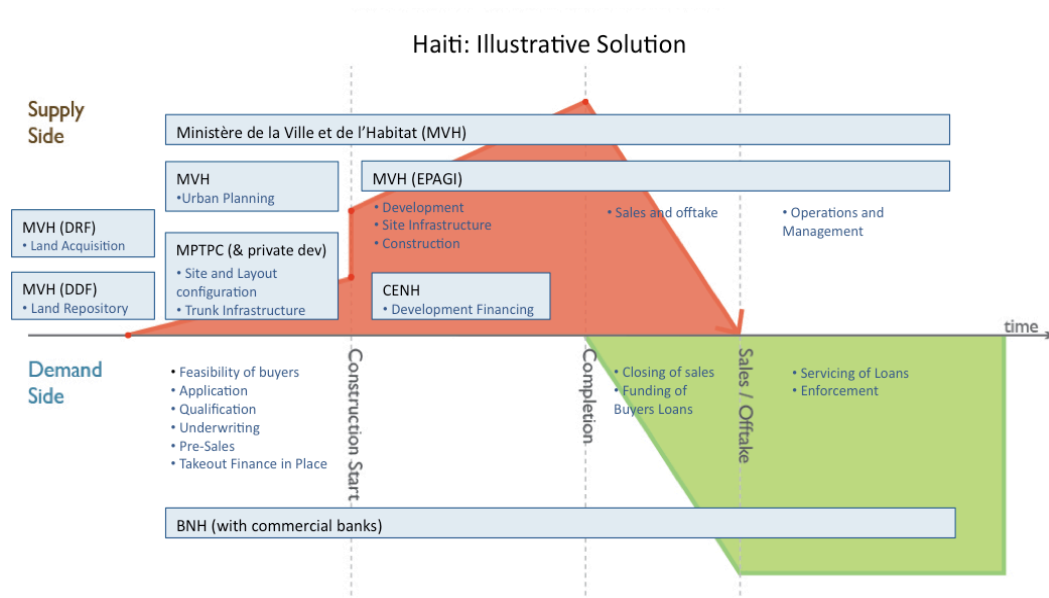 Haiti: Illustrative Solution
Supply
Side
Ministère de la Ville et de l’Habitat (MVH)
MVH
•Urban Planning
MVH (EPAGI)
• Development
• Site Infrastructure
• Construction
• Sales and offtake
• Operations and
Management
MVH (DRF)
• Land Acquisition
MVH (DDF)
• Land Repository
MPTPC (& private dev)
• Site and Layout
configuration
• Trunk Infrastructure
CENH
• Development Financing
time
Demand
Side
• Feasibility of buyers
• Application
• Qualification
• Underwriting
• Pre-Sales
• Takeout Finance in Place
Construction Start
Completion
• Closing of sales
• Funding of
Buyers Loans
Sales / Offtake
• Servicing of Loans
• Enforcement
BNH (with commercial banks)